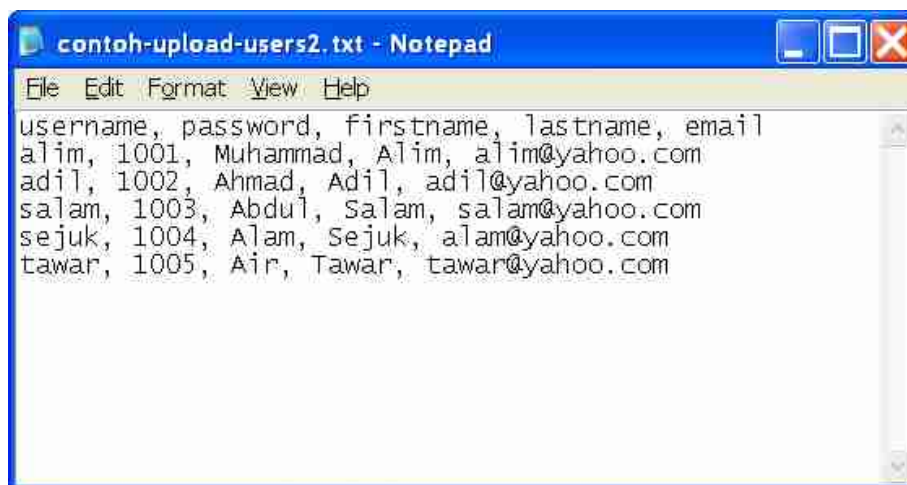 contoh-upload-users2.txt - Notepad
File Edit Format View Help
username, password, firstname, lastname, email
alim, 1001, Muhammad, Alim, alim@yahoo.com
adil, 1002, Ahmad, Adil, adil@yahoo.com
salam, 1003, Abdul, Salam, salam@yahoo.com
sejuk, 1004, Alam, Sejuk, alam@yahoo.com
tawar, 1005, Air, Tawar, tawar@yahoo.com